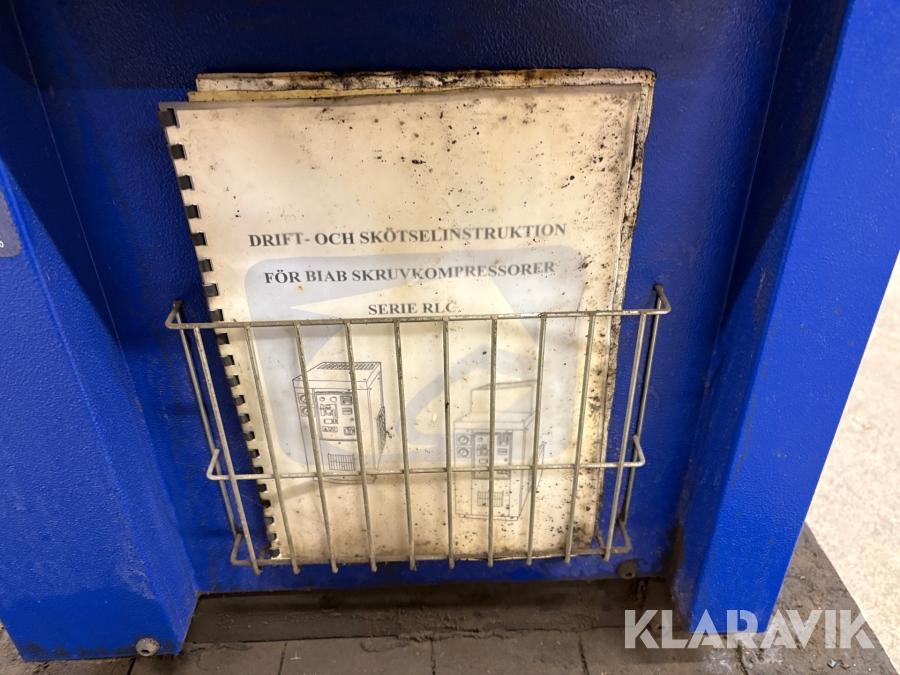 DRIFT- OCH SKÖTSELINSTRUKTION
FÖR BIAB SKRUVKOMPRESSORER
SERIE RLC.
KLARAVIK